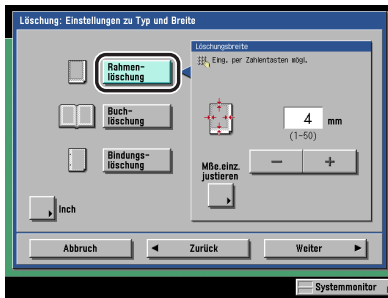 Löschung: Einstellungen zu Typ und Breite
Rahmen-
löschung
Buch-
löschung
Bindungs-
löschung
Inch
Löschungsbreite
Eing. per Zahlentasten mögl.
4 mm
(1-50)
Mße.einz.
justieren
− +
Abbruch
◄ Zurück
Weiter ►
Systemmonitor